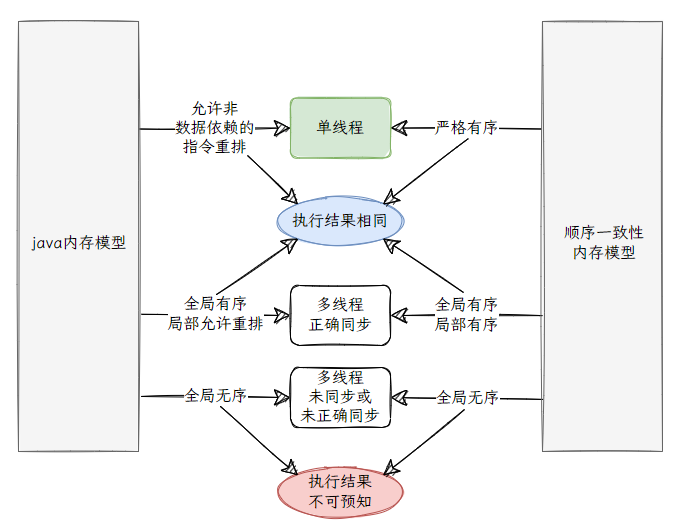 java内存模型
允许非
数据依赖的
指令重排
单线程
严格有序
执行结果相同
顺序一致性
内存模型
全局有序
局部允许重排
多线程
正确同步
全局有序
局部有序
全局无序
多线程
未同步或
未正确同步
全局无序
执行结果
不可预知